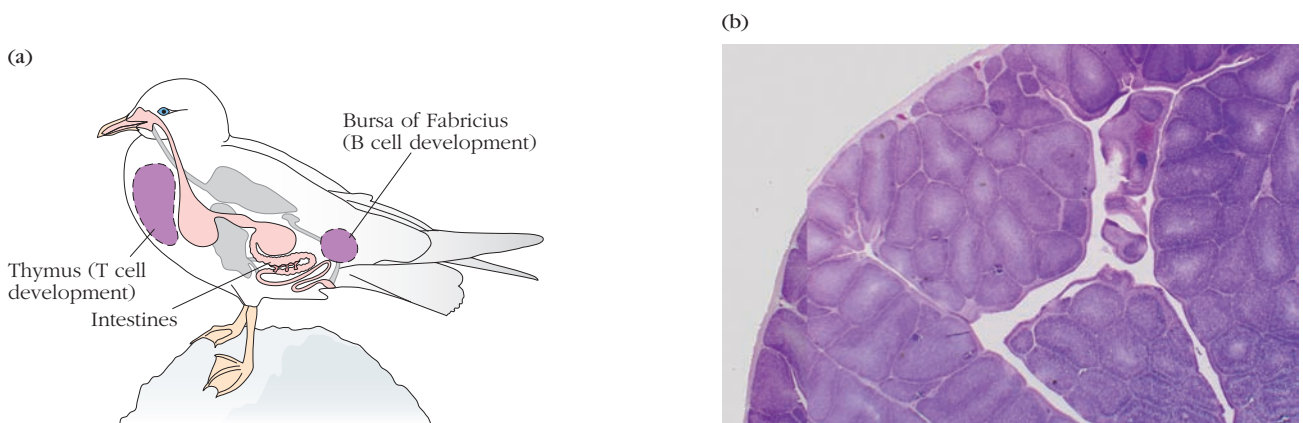 (a)
Bursa of Fabricius
(B cell development)
Thymus (T cell
development)
Intestines
(b)